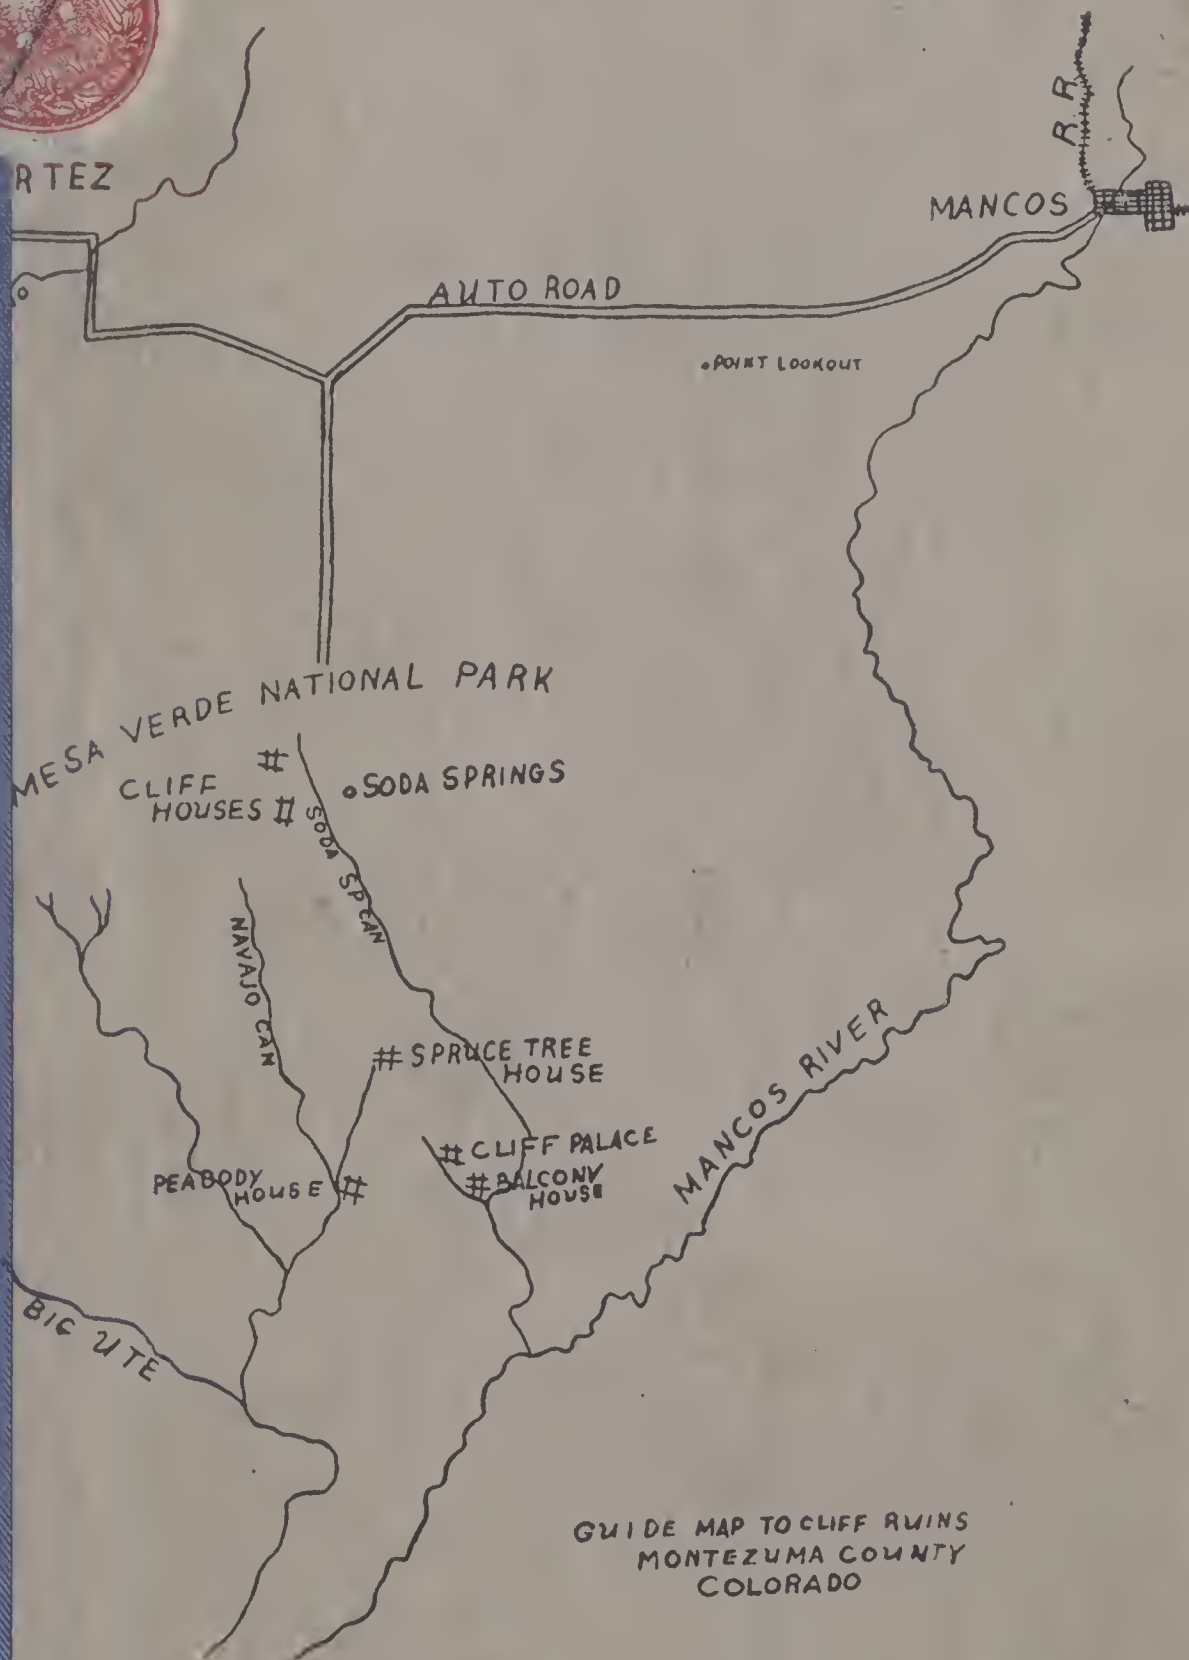 R. R.
RTEZ
MANCOS
AUTO ROAD
POINT LOOKOUT
MESA VERDE NATIONAL PARK
CLIFF
HOUSES
SODA SPRINGS
SODA SP CAN
NAVAJO CAN
SPRUCE TREE
HOUSE
CLIFF PALACE
BALCONY
HOUSE
PEABODY
HOUSE
MANCOS RIVER
BIG UTE
GUIDE MAP TO CLIFF RUINS
MONTEZUMA COUNTY
COLORADO